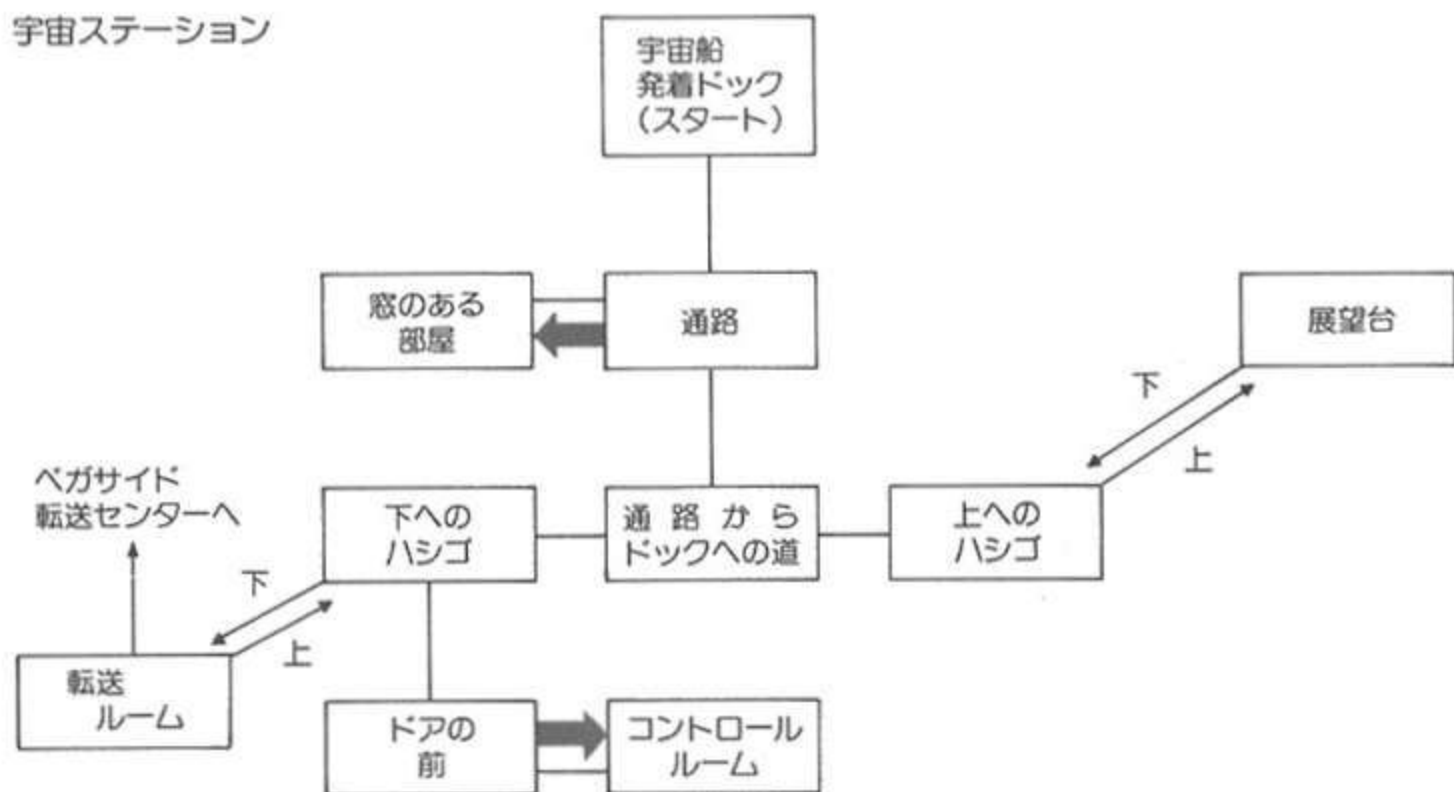 宇宙ステーション
宇宙船
発着ドック
(スタート)
窓のある
部屋
通路
展望台
下
上
ベガサイド
転送センターへ
下への
ハシゴ
通路から
ドックへの道
上への
ハシゴ
下
上
転送
ルーム
ドアの
前
コントロール
ルーム